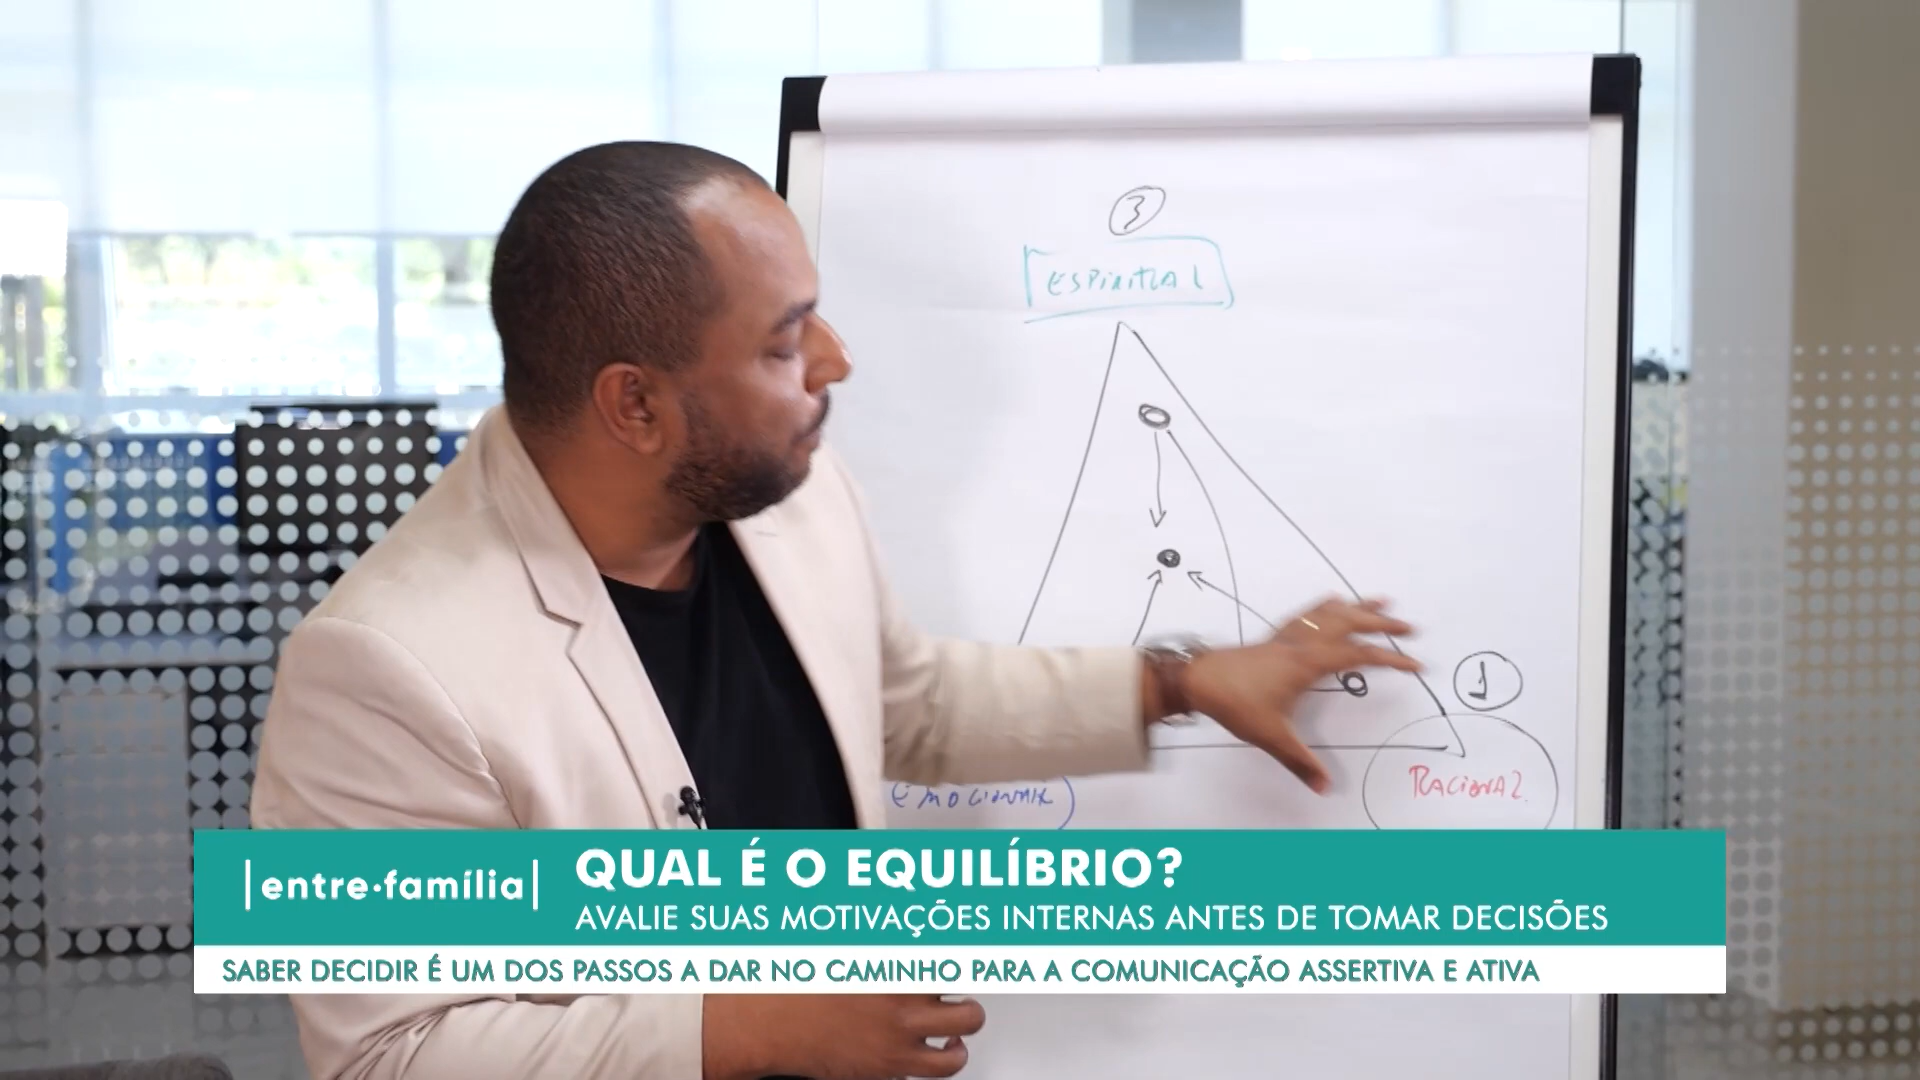 3
ESPIRITUAL
1
EMOCIONAL
RACIONAL
|entre•família|
QUAL É O EQUILÍBRIO?
AVALIE SUAS MOTIVAÇÕES INTERNAS ANTES DE TOMAR DECISÕES
SABER DECIDIR É UM DOS PASSOS A DAR NO CAMINHO PARA A COMUNICAÇÃO ASSERTIVA E ATIVA